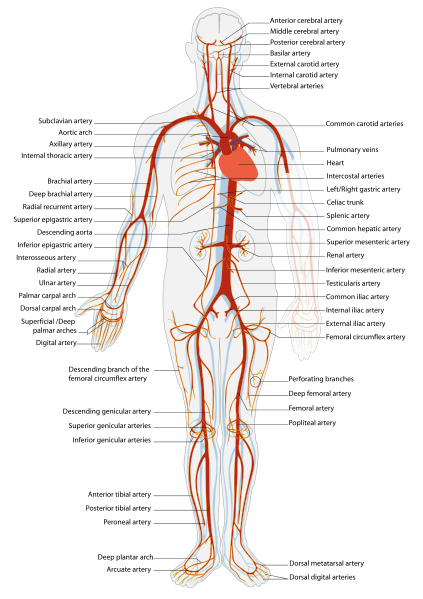 Anterior cerebral artery
Middle cerebral artery
Posterior cerebral artery
Basilar artery
External carotid artery
Internal carotid artery
Vertebral arteries
Common carotid arteries
Pulmonary veins
Heart
Intercostal arteries
Left/Right gastric artery
Celiac trunk
Splenic artery
Common hepatic artery
Superior mesenteric artery
Renal artery
Inferior mesenteric artery
Testicularis artery
Common iliac artery
Internal iliac artery
External iliac artery
Femoral circumflex artery
Perforating branches
Deep femoral artery
Femoral artery
Popliteal artery
Dorsal metatarsal artery
Dorsal digital arteries
Subclavian artery
Aortic arch
Axillary artery
Internal thoracic artery
Brachial artery
Deep brachial artery
Radial recurrent artery
Superior epigastric artery
Descending aorta
Inferior epigastric artery
Interosseous artery
Radial artery
Ulnar artery
Palmar carpal arch
Dorsal carpal arch
Superficial /Deep
palmar arches
Digital artery
Descending branch of the
femoral circumflex artery
Descending genicular artery
Superior genicular arteries
Inferior genicular arteries
Anterior tibial artery
Posterior tibial artery
Peroneal artery
Deep plantar arch
Arcuate artery